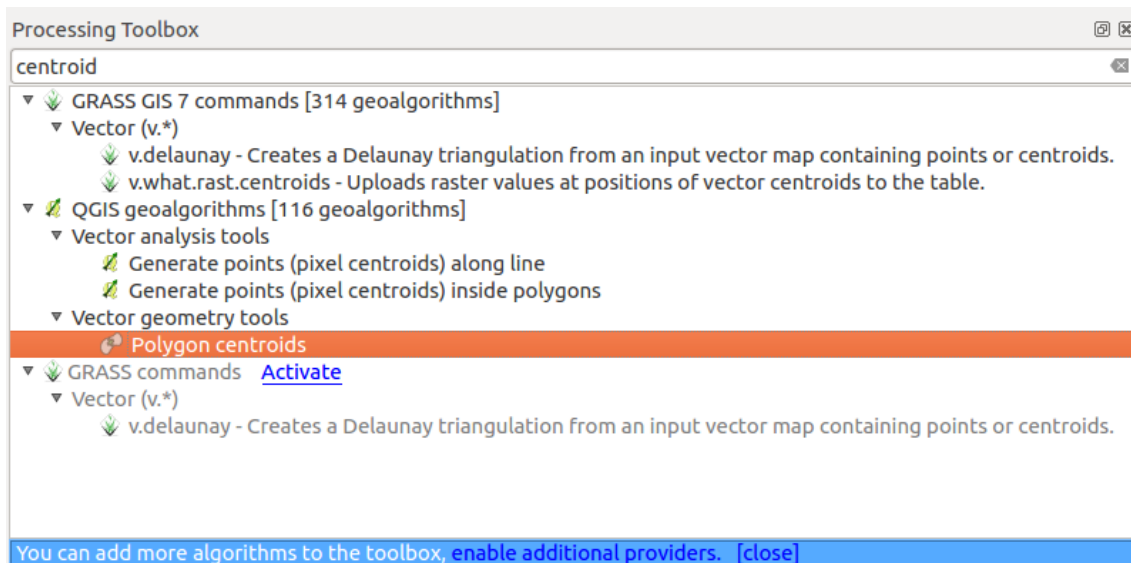 Processing Toolbox
centroid
GRASS GIS 7 commands [314 geoalgorithms]
Vector (v.*)
v.delaunay - Creates a Delaunay triangulation from an input vector map containing points or centroids.
v.what.rast.centroids - Uploads raster values at positions of vector centroids to the table.
QGIS geoalgorithms [116 geoalgorithms]
Vector analysis tools
Generate points (pixel centroids) along line
Generate points (pixel centroids) inside polygons
Vector geometry tools
Polygon centroids
GRASS commands Activate
Vector (v.*)
v.delaunay - Creates a Delaunay triangulation from an input vector map containing points or centroids.
You can add more algorithms to the toolbox, enable additional providers. [close]